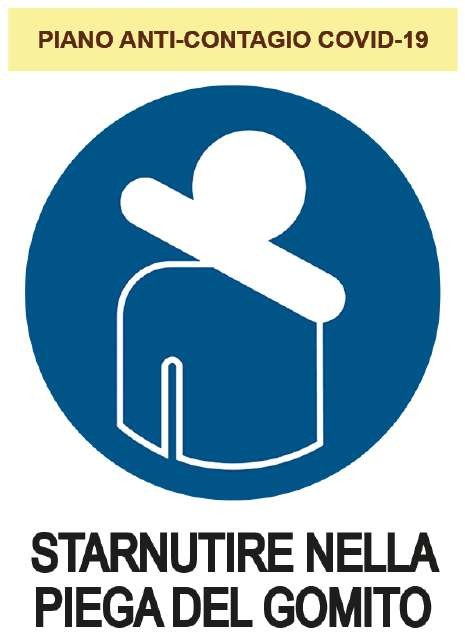 PIANO ANTI-CONTAGIO COVID-19
STARNUTIRE NELLA
PIEGA DEL GOMITO